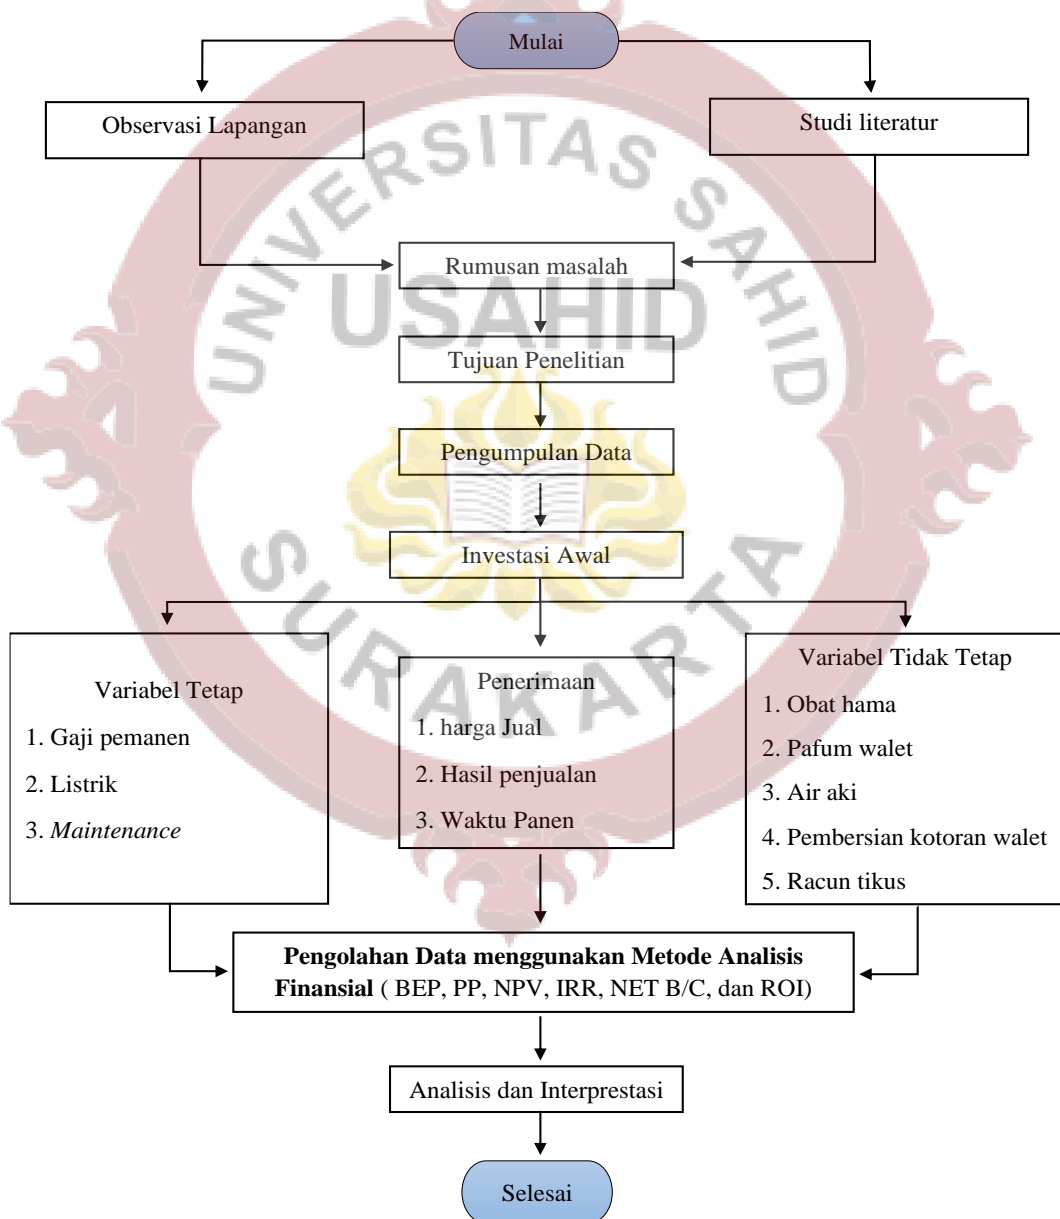 Mulai
Observasi Lapangan
Studi literatur
UNIVERSITAS SAHID
Rumusan masalah
USAHID
Tujuan Penelitian
Pengumpulan Data
Investasi Awal
SURAKARTA
Variabel Tetap
1. Gaji pemanen
2. Listrik
3. Maintenance
Penerimaan
1. harga Jual
2. Hasil penjualan
3. Waktu Panen
Variabel Tidak Tetap
1. Obat hama
2. Pafum walet
3. Air aki
4. Pembersian kotoran walet
5. Racun tikus
Pengolahan Data menggunakan Metode Analisis
Finansial ( BEP, PP, NPV, IRR, NET B/C, dan ROI)
Analisis dan Interprestasi
Selesai